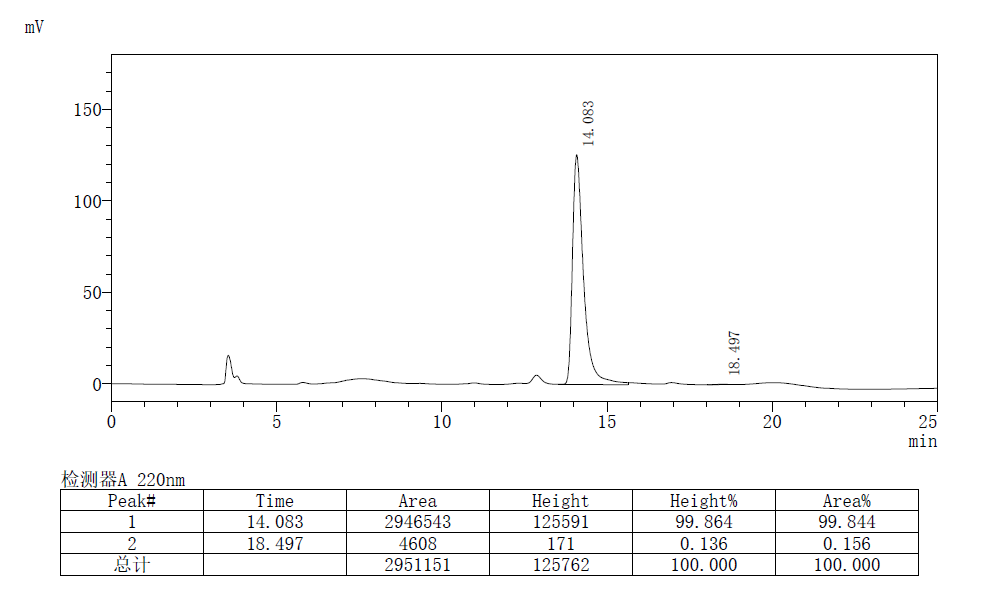 mV
14.083
18.497
150
100
50
0
0 5 10 15 20 25
min
检测器A 220nm
Peak# Time Area Height Height% Area%
1 14.083 2946543 125591 99.864 99.844
2 18.497 4608 171 0.136 0.156
总计 2951151 125762 100.000 100.000